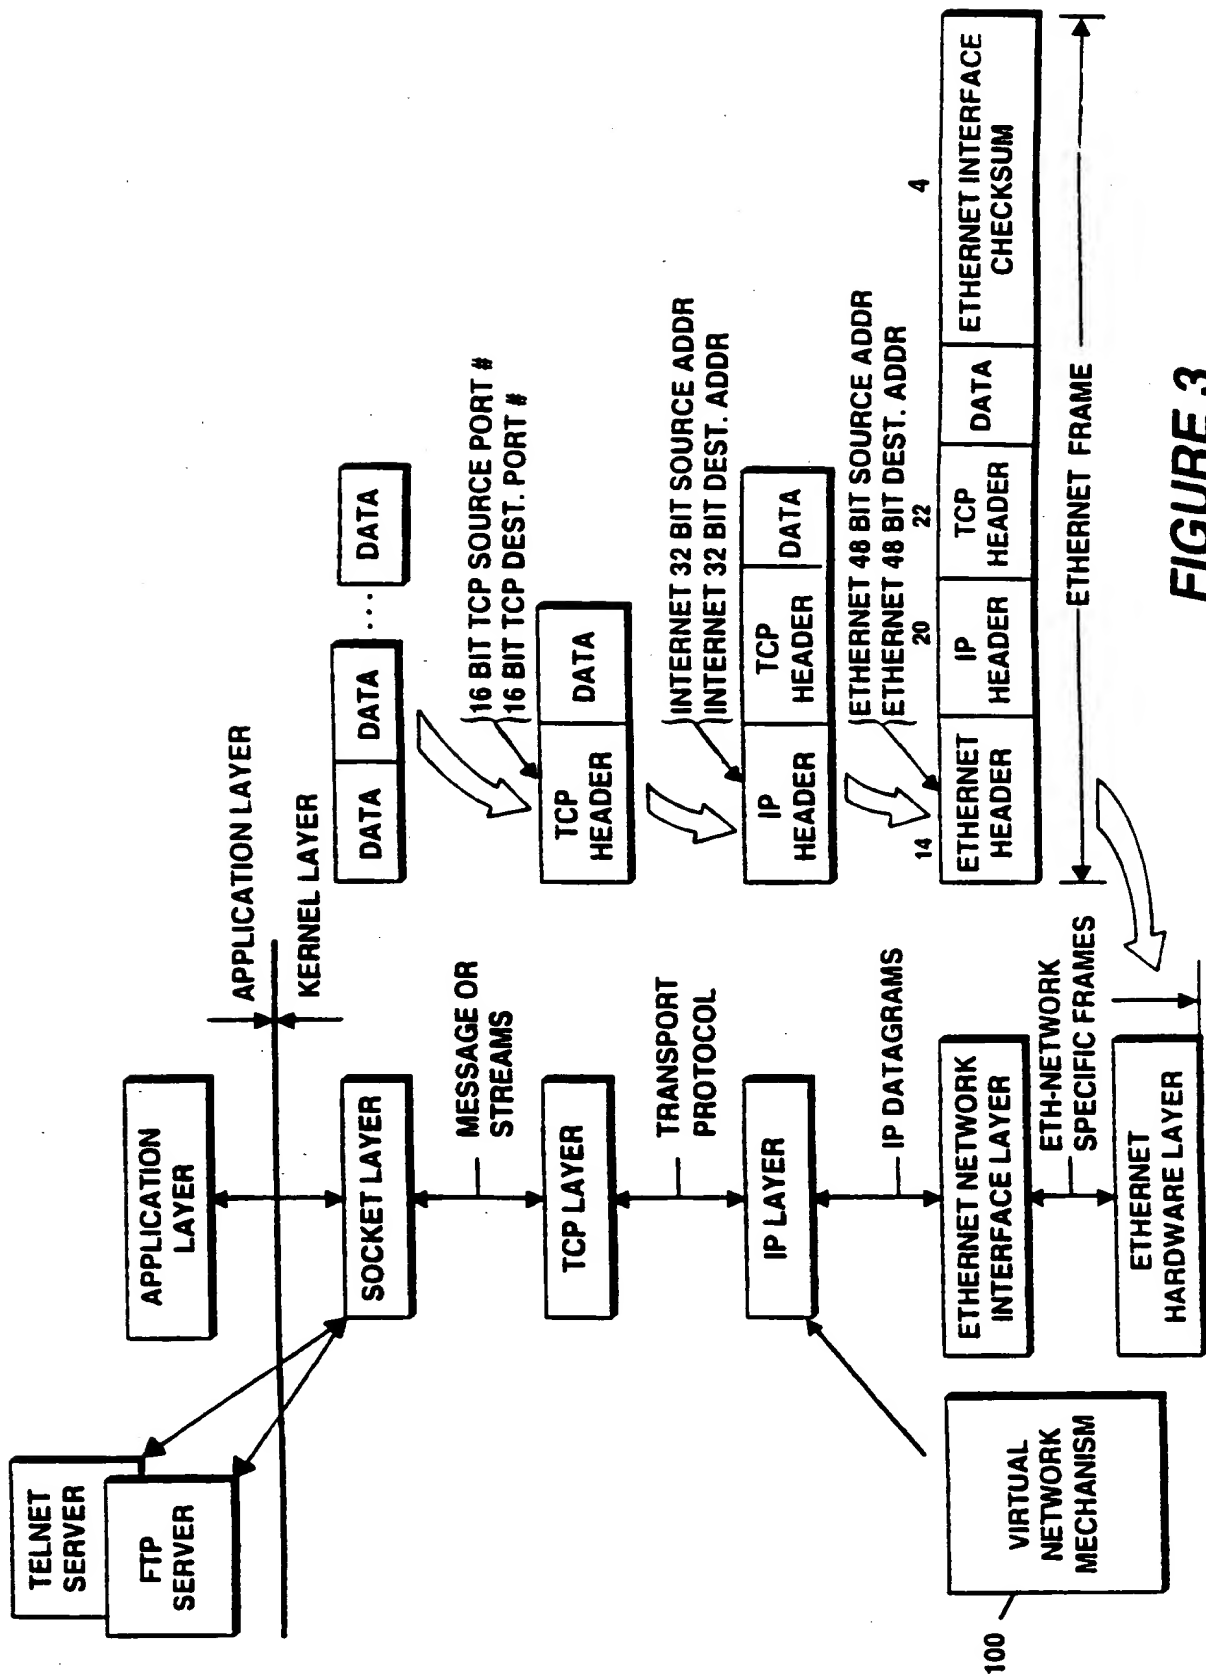 TELNET
SERVER
FTP
SERVER
APPLICATION
LAYER
APPLICATION LAYER
KERNEL LAYER
SOCKET LAYER
DATA
DATA
....
DATA
MESSAGE OR
STREAMS
16 BIT TCP SOURCE PORT #
16 BIT TCP DEST. PORT #
TCP LAYER
TCP
HEADER
DATA
TRANSPORT
PROTOCOL
INTERNET 32 BIT SOURCE ADDR
INTERNET 32 BIT DEST. ADDR
IP LAYER
IP
HEADER
TCP
HEADER
DATA
IP DATAGRAMS
ETHERNET 48 BIT SOURCE ADDR
ETHERNET 48 BIT DEST. ADDR
14
20
22
4
VIRTUAL
NETWORK
MECHANISM
100
ETHERNET NETWORK
INTERFACE LAYER
ETHERNET
HEADER
IP
HEADER
TCP
HEADER
DATA
ETHERNET INTERFACE
CHECKSUM
ETH-NETWORK
SPECIFIC FRAMES
ETHERNET FRAME
ETHERNET
HARDWARE LAYER
FIGURE 3